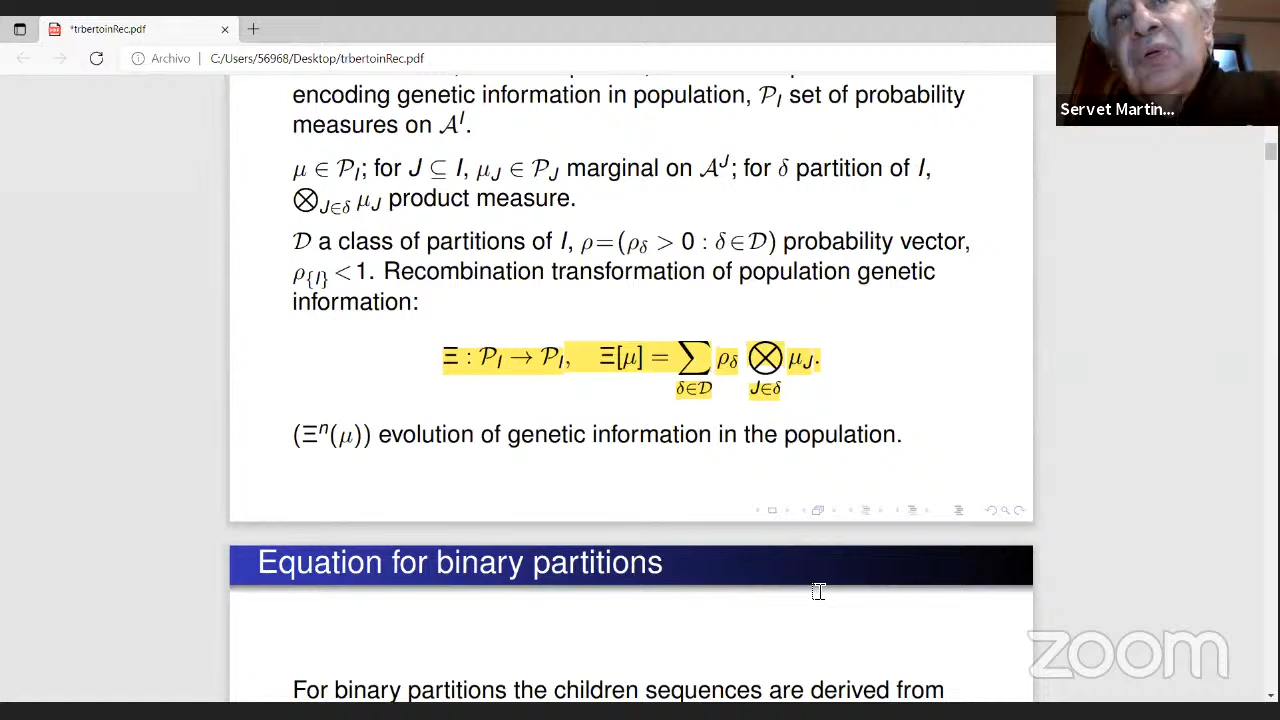 *trbertoinRec.pdf
Archivo | C:/Users/56968/Desktop/trbertoinRec.pdf
encoding genetic information in population, 𝒫_I set of probability
measures on 𝒜^I.
μ ∈ 𝒫_I; for J ⊆ I, μ_J ∈ 𝒫_J marginal on 𝒜^J; for δ partition of I,
⊗_{J∈δ} μ_J product measure.
𝒟 a class of partitions of I, ρ=(ρ_δ > 0 : δ∈𝒟) probability vector,
ρ_{{I}} <1. Recombination transformation of population genetic
information:
Ξ : 𝒫_I → 𝒫_I, Ξ[μ] = ∑_{δ∈𝒟} ρ_δ ⊗_{J∈δ} μ_J.
(Ξ^n(μ)) evolution of genetic information in the population.
Equation for binary partitions
For binary partitions the children sequences are derived from
Servet Martin...
zoom